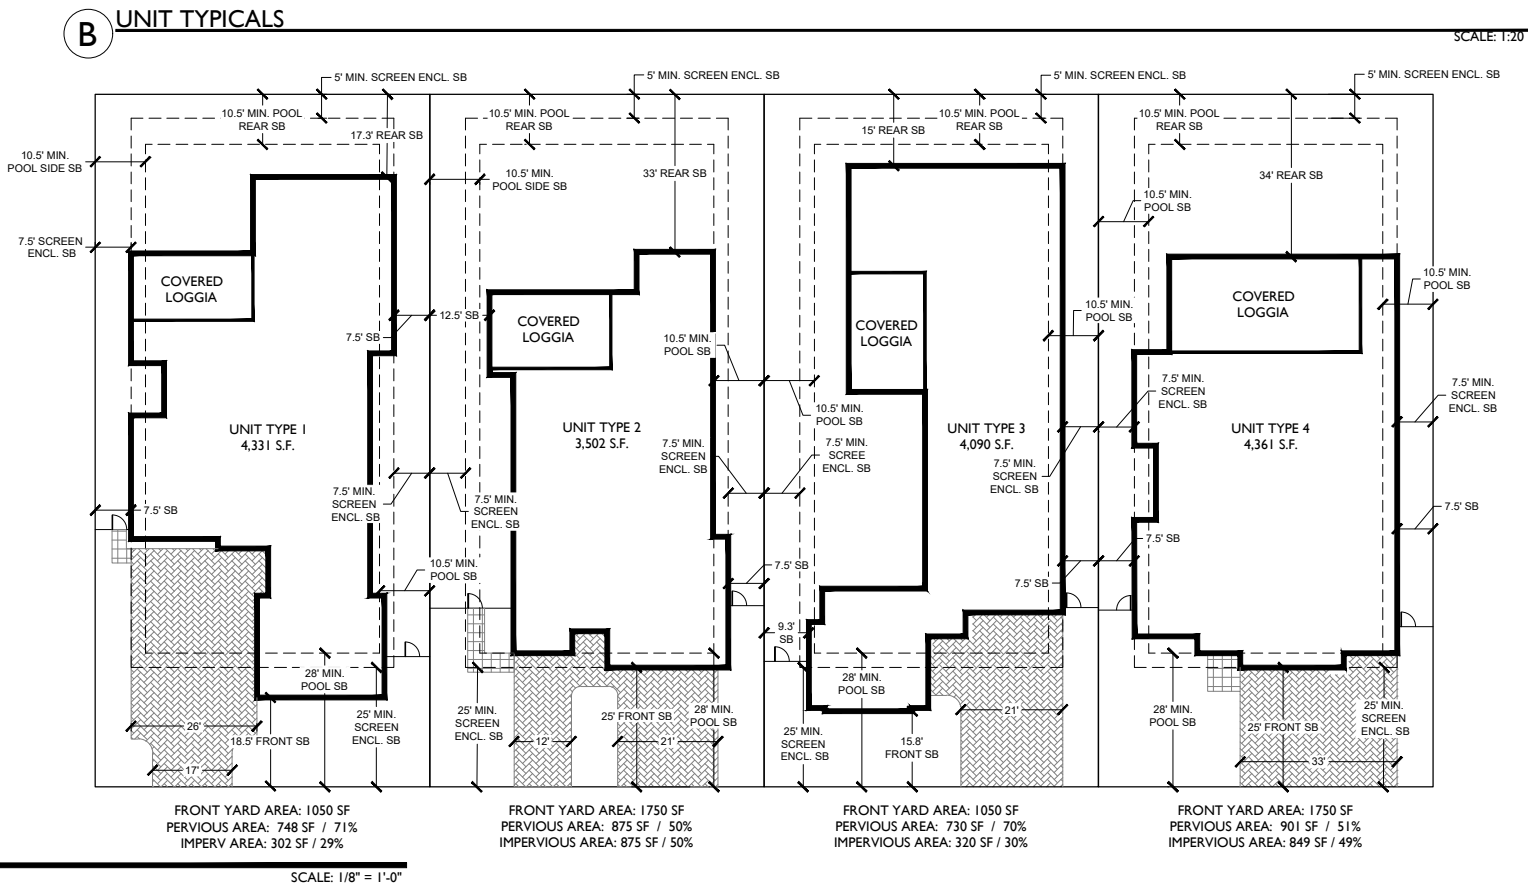 B
UNIT TYPICALS
SCALE: 1:20
5' MIN. SCREEN ENCL. SB
5' MIN. SCREEN ENCL. SB
5' MIN. SCREEN ENCL. SB
5' MIN. SCREEN ENCL. SB
10.5' MIN. POOL
REAR SB
17.3' REAR SB
10.5' MIN.
POOL SIDE SB
7.5' SCREEN
ENCL. SB
COVERED
LOGGIA
7.5' SB
UNIT TYPE 1
4,331 S.F.
7.5' MIN.
SCREEN
ENCL. SB
7.5' SB
10.5' MIN.
POOL SB
28' MIN.
POOL SB
26'
18.5' FRONT SB
25' MIN.
SCREEN
ENCL. SB
17'
FRONT YARD AREA: 1050 SF
PERVIOUS AREA: 748 SF / 71%
IMPERV AREA: 302 SF / 29%
10.5' MIN. POOL
REAR SB
10.5' MIN.
POOL SIDE SB
33' REAR SB
12.5' SB
COVERED
LOGGIA
10.5' MIN.
POOL SB
UNIT TYPE 2
3,502 S.F.
7.5' MIN.
SCREEN
ENCL. SB
7.5' MIN.
SCREEN
ENCL. SB
7.5' SB
25' MIN.
SCREEN
ENCL. SB
25' FRONT SB
28' MIN.
POOL SB
12'
21'
FRONT YARD AREA: 1750 SF
PERVIOUS AREA: 875 SF / 50%
IMPERVIOUS AREA: 875 SF / 50%
15' REAR SB
10.5' MIN. POOL
REAR SB
COVERED
LOGGIA
10.5' MIN.
POOL SB
10.5' MIN.
POOL SB
7.5' MIN.
SCREE
ENCL. SB
UNIT TYPE 3
4,090 S.F.
7.5' MIN.
SCREEN
ENCL. SB
7.5' SB
9.3'
SB
28' MIN.
POOL SB
21'
25' MIN.
SCREEN
ENCL. SB
15.8'
FRONT SB
FRONT YARD AREA: 1050 SF
PERVIOUS AREA: 730 SF / 70%
IMPERVIOUS AREA: 320 SF / 30%
10.5' MIN. POOL
REAR SB
34' REAR SB
10.5' MIN.
POOL SB
10.5' MIN.
POOL SB
COVERED
LOGGIA
7.5' MIN.
SCREEN
ENCL. SB
7.5' MIN.
SCREEN
ENCL. SB
UNIT TYPE 4
4,361 S.F.
7.5' SB
7.5' SB
28' MIN.
POOL SB
25' FRONT SB
25' MIN.
SCREEN
ENCL. SB
33'
FRONT YARD AREA: 1750 SF
PERVIOUS AREA: 901 SF / 51%
IMPERVIOUS AREA: 849 SF / 49%
SCALE: 1/8" = 1'-0"